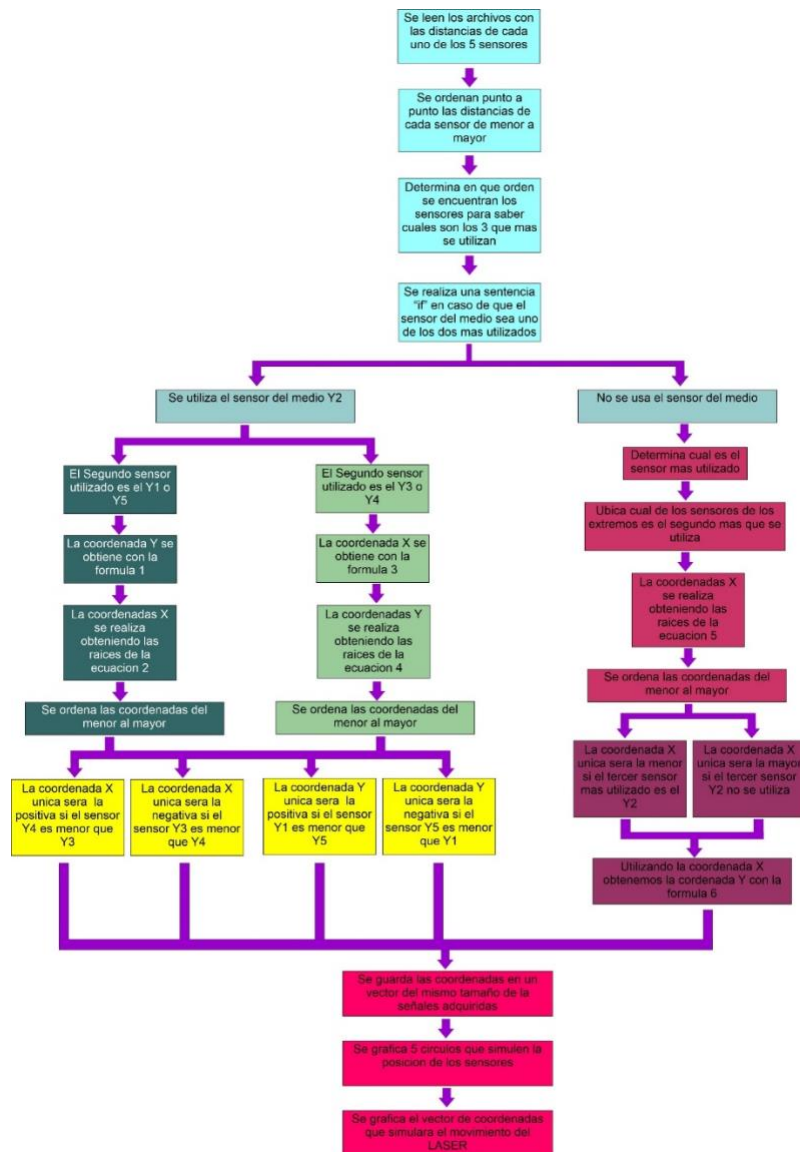 Se leen los archivos con
las distancias de cada
uno de los 5 sensores
Se ordenan punto a
punto las distancias de
cada sensor de menor a
mayor
Determina en que orden
se encuentran los
sensores para saber
cuales son los 3 que mas
se utilizan
Se realiza una sentencia
"if" en caso de que el
sensor del medio sea uno
de los dos mas utilizados
Se utiliza el sensor del medio Y2
El Segundo sensor
utilizado es el Y1 o
Y5
La coordenada Y se
obtiene con la
formula 1
La coordenadas X
se realiza
obteniendo las
raices de la
ecuacion 2
Se ordena las coordenadas del
menor al mayor
El Segundo sensor
utilizado es el Y3 o
Y4
La coordenada X se
obtiene con la
formula 3
La coordenadas Y
se realiza
obteniendo las
raices de la
ecuacion 4
Se ordena las coordenadas del
menor al mayor
La coordenada X
unica sera la
positiva si el sensor
Y4 es menor que
Y3
La coordenada X
unica sera la
negativa si el
sensor Y3 es menor
que Y4
La coordenada Y
unica sera la
positiva si el sensor
Y1 es menor que
Y5
La coordenada Y
unica sera la
negativa si el
sensor Y5 es menor
que Y1
No se usa el sensor del medio
Determina cual es el
sensor mas utilizado
Ubica cual de los sensores de los
extremos es el segundo mas que se
utiliza
La coordenadas X
se realiza
obteniendo las
raices de la
ecuacion 5
Se ordena las coordenadas del
menor al mayor
La coordenada X
unica sera la menor
si el tercer sensor
mas utilizado es el
Y2
La coordenada X
unica sera la mayor
si el tercer sensor
Y2 no se utiliza
Utilizando la coordenada X
obtenemos la cordenada Y con la
formula 6
Se guarda las coordenadas en un
vector del mismo tamaño de la
señales adquiridas
Se grafica 5 circulos que simulen la
posicion de los sensores
Se grafica el vector de coordenadas
que simulara el movimiento del
LASER